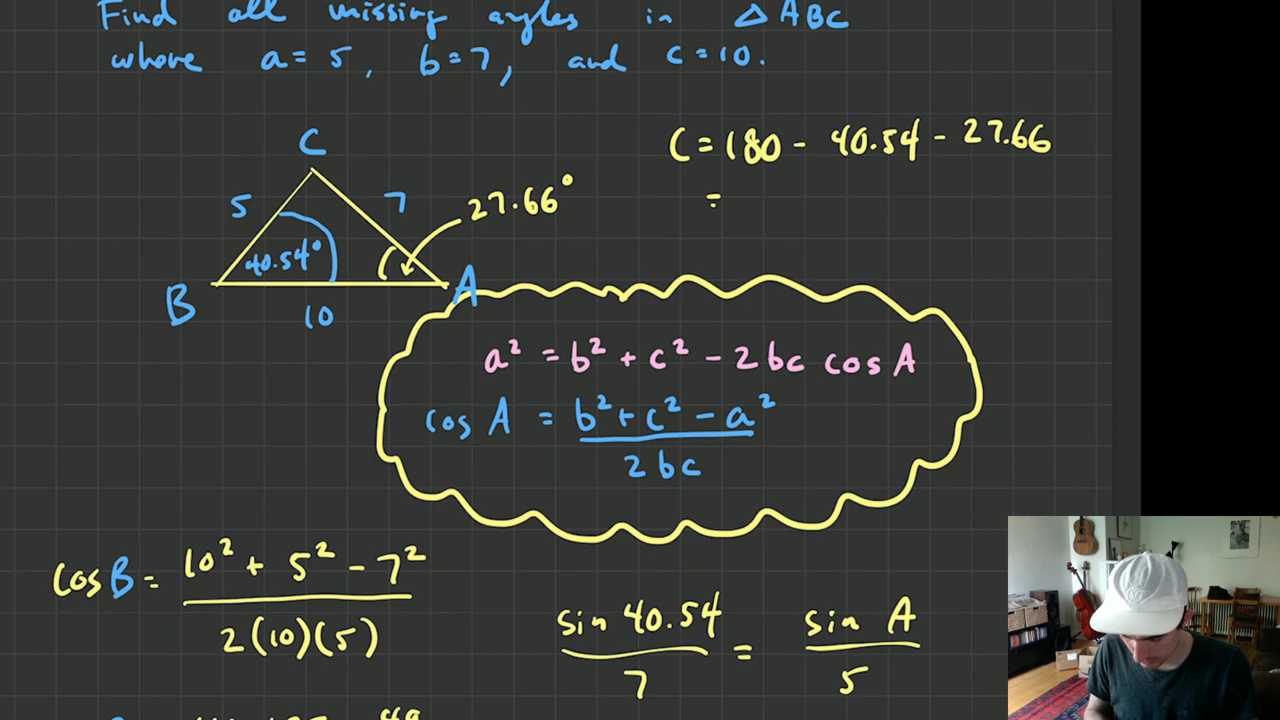 Find all missing angles in △ABC
where a=5, b=7, and c=10.
C
C = 180 - 40.54 - 27.66
5
7
27.66°
=
40.54°
B
A
10
a² = b² + c² - 2bc cos A
cos A = b² + c² - a²
2bc
cos B = 10² + 5² - 7²
2(10)(5)
sin 40.54 = sin A
7
5